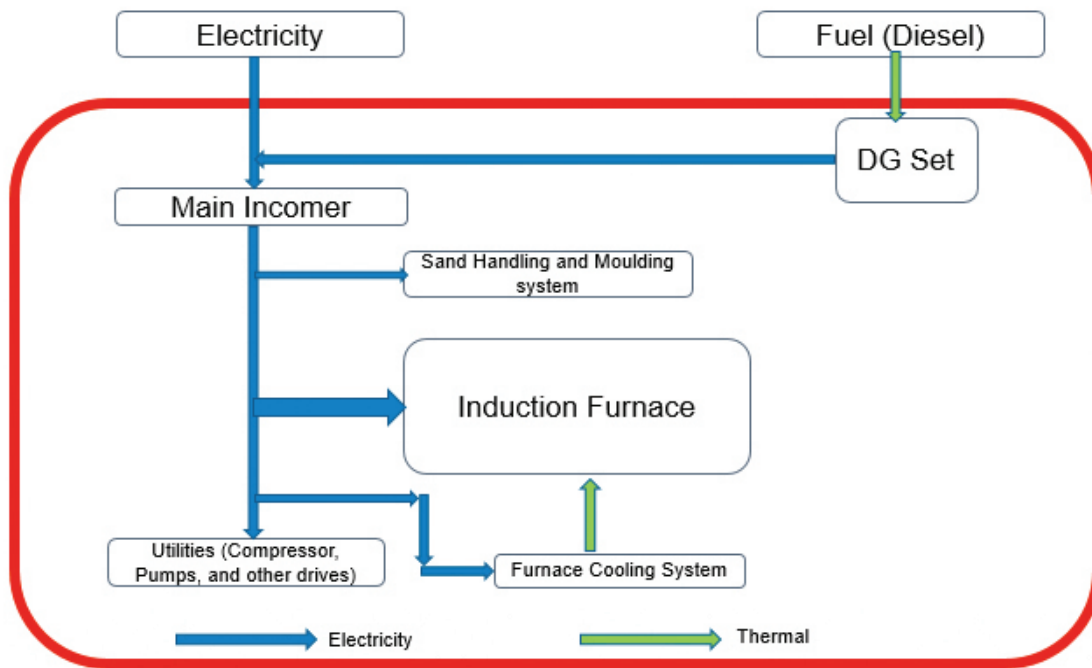 Electricity
Fuel (Diesel)
DG Set
Main Incomer
Sand Handling and Moulding
system
Induction Furnace
Utilities (Compressor,
Pumps, and other drives)
Furnace Cooling System
Electricity
Thermal